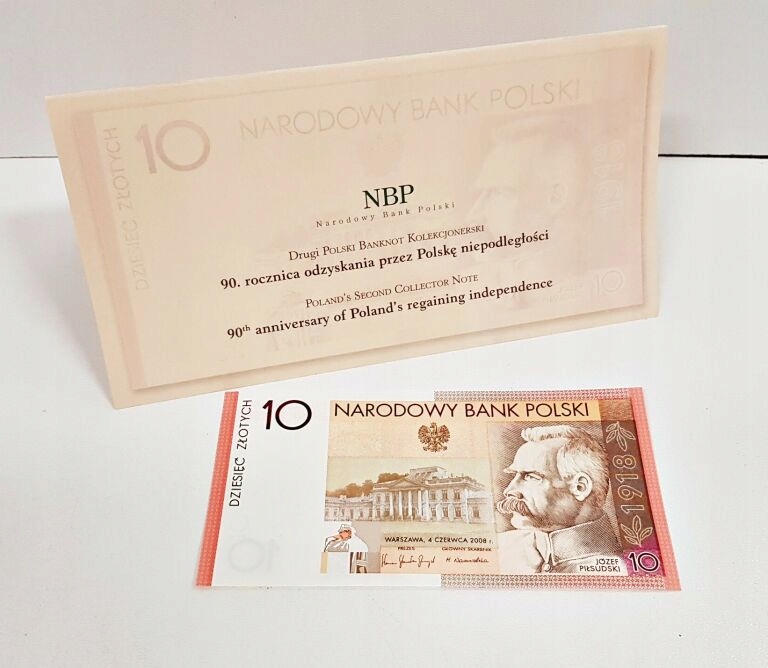 10
NARODOWY BANK POLSKI
DZIESIĘĆ ZŁOTYCH
1918
NBP
Narodowy Bank Polski
Drugi Polski Banknot Kolekcjonerski
90. rocznica odzyskania przez Polskę niepodległości
Poland's Second Collector Note
90th anniversary of Poland's regaining independence
10
DZIESIĘĆ ZŁOTYCH
10
NARODOWY BANK POLSKI
1918
WARSZAWA, 4 CZERWCA 2008 r.
PREZES
GŁÓWNY SKARBNIK
JÓZEF
PIŁSUDSKI
10
10